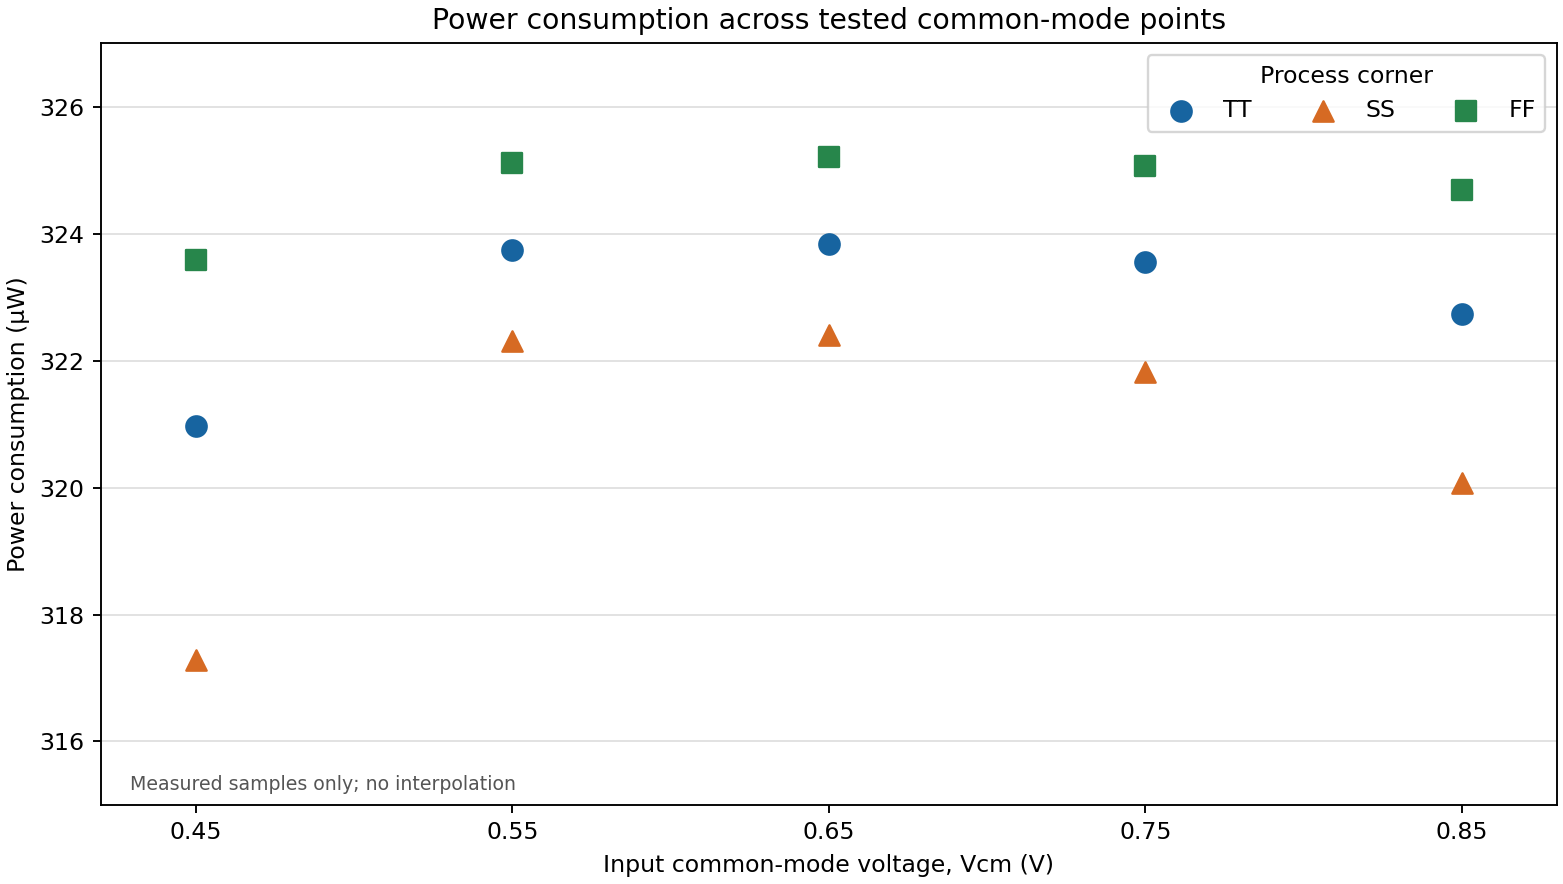 Power consumption across tested common-mode points
Process corner
TT SS FF
Power consumption (μW)
326
324
322
320
318
316
Measured samples only; no interpolation
0.45 0.55 0.65 0.75 0.85
Input common-mode voltage, Vcm (V)